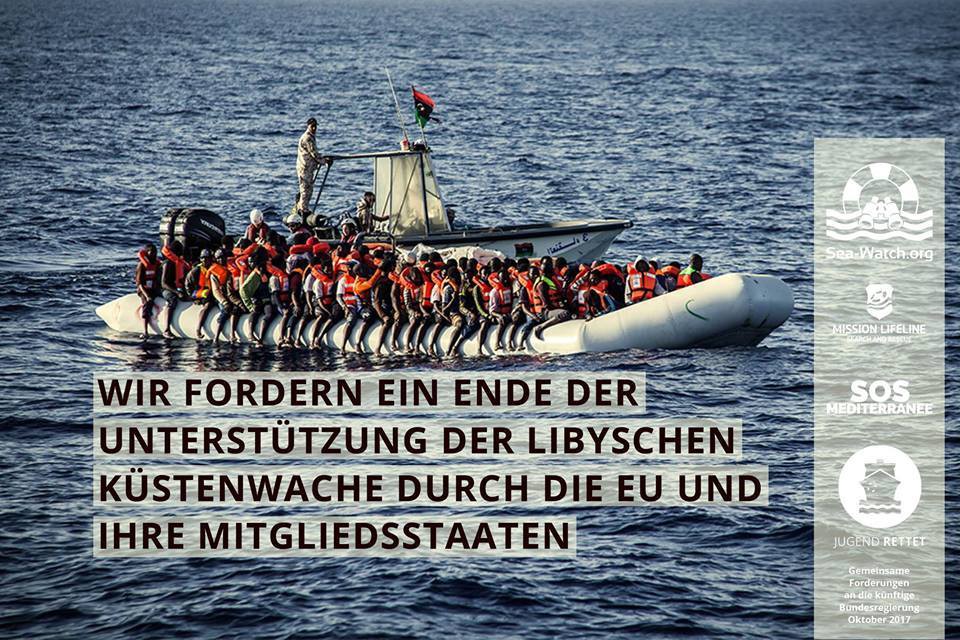 WIR FORDERN EIN ENDE DER
UNTERSTÜTZUNG DER LIBYSCHEN
KÜSTENWACHE DURCH DIE EU UND
IHRE MITGLIEDSSTAATEN
Sea-Watch.org
MISSION LIFELINE
SEARCH AND RESCUE
SOS
MEDITERRANEE
JUGEND RETTET
Gemeinsame
Forderungen
an die künftige
Bundesregierung
Oktober 2017